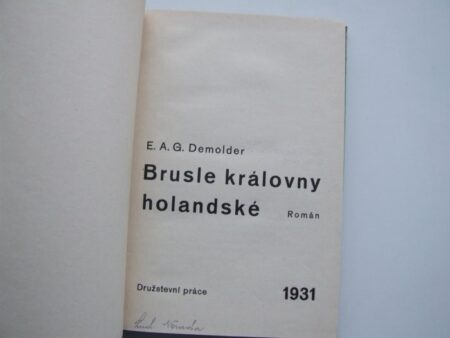 E. A. G. Demolder
Brusle královny
holandské Román
Družstevní práce 1931